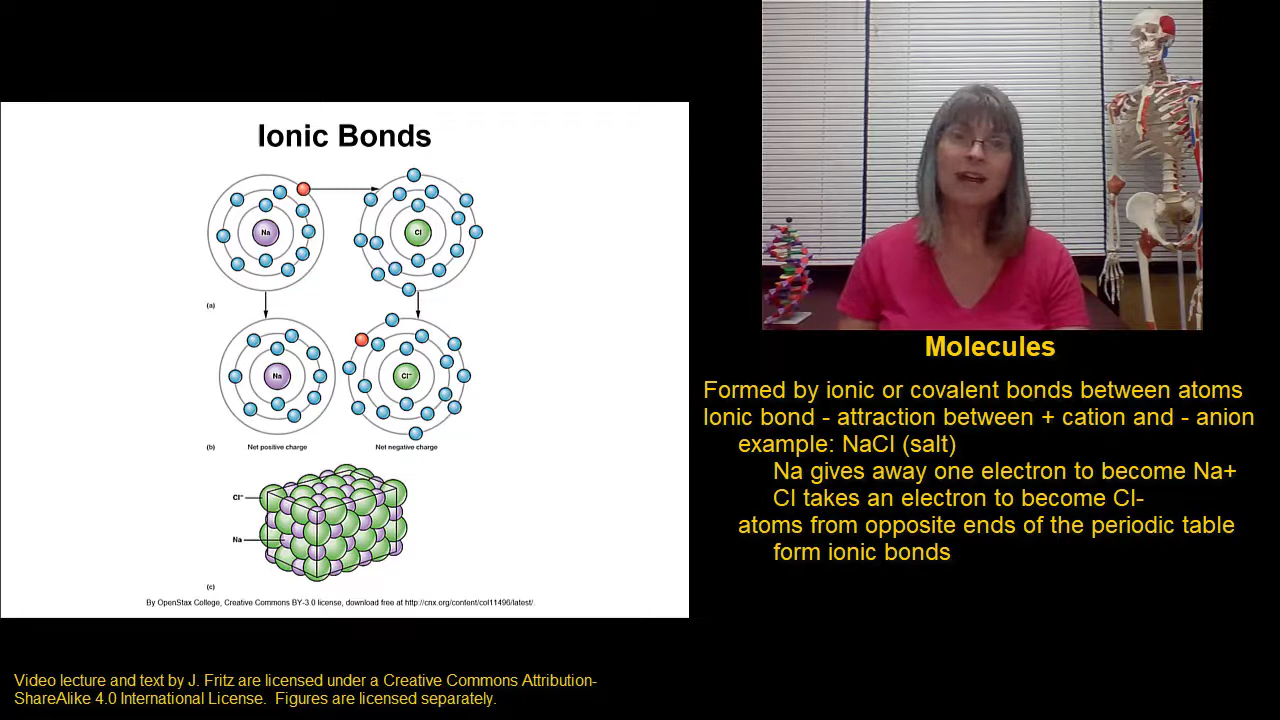 Ionic Bonds
Na
Cl
(a)
Na
Cl⁻
(b)
Net positive charge
Net negative charge
Cl⁻
Na
(c)
By OpenStax College, Creative Commons BY-3.0 license, download free at http://cnx.org/content/col11496/latest/.
Molecules
Formed by ionic or covalent bonds between atoms
Ionic bond - attraction between + cation and - anion
example: NaCl (salt)
Na gives away one electron to become Na+
Cl takes an electron to become Cl-
atoms from opposite ends of the periodic table
form ionic bonds
Video lecture and text by J. Fritz are licensed under a Creative Commons Attribution-
ShareAlike 4.0 International License.  Figures are licensed separately.